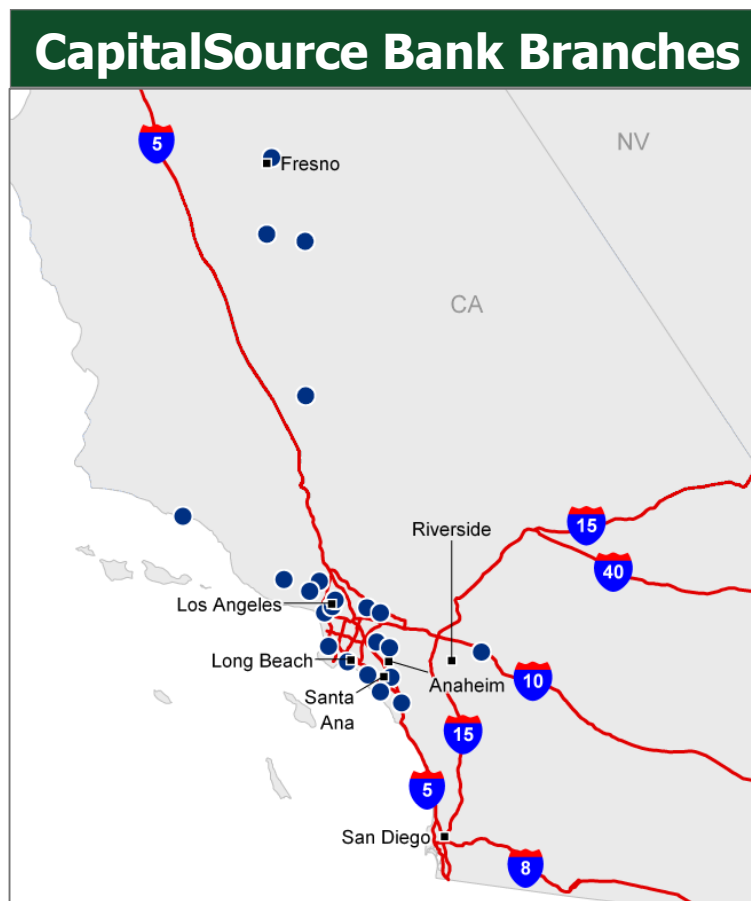 CapitalSource Bank Branches
5
NV
Fresno
CA
Riverside
15
40
Los Angeles
Long Beach
Anaheim
10
Santa
Ana
15
5
San Diego
8